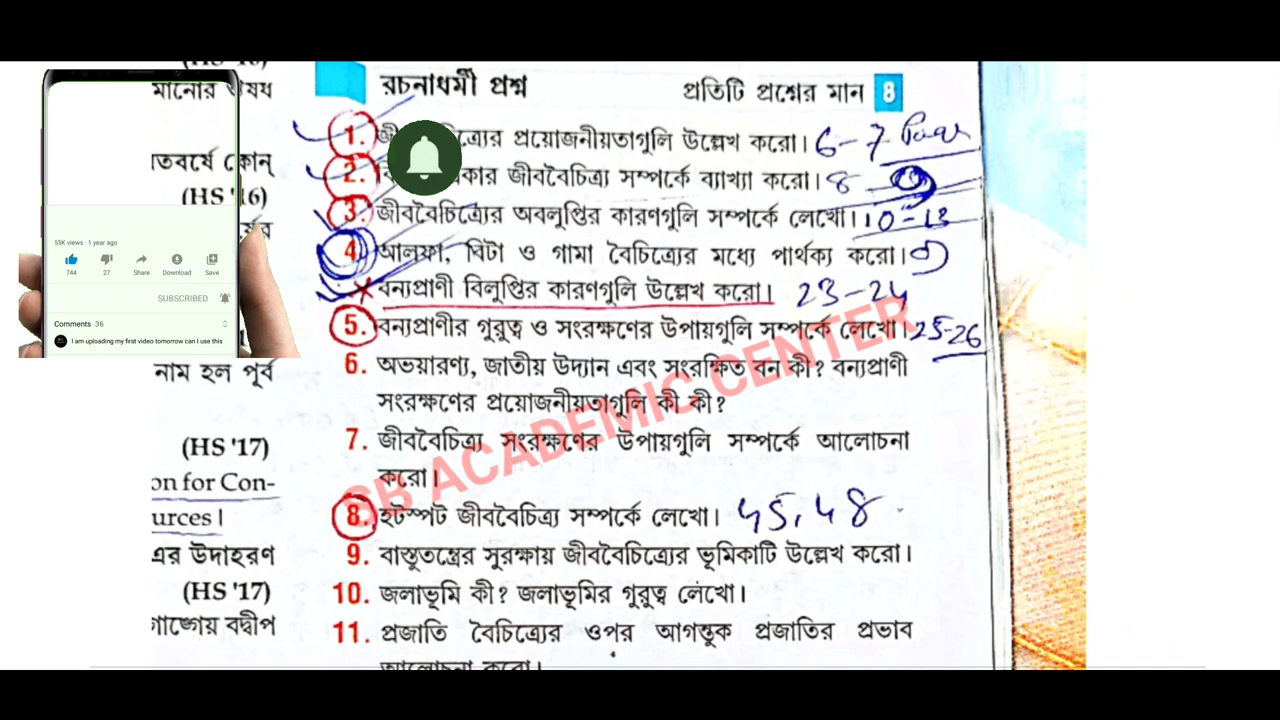 মানোর ঔষধ
রচনাধর্মী প্রশ্ন
প্রতিটি প্রশ্নের মান 8
1. প্রয়োজনীয়তাগুলি উল্লেখ করো। 6-7
তবর্ষে কোন্
2. জীববৈচিত্র্য সম্পর্কে ব্যাখ্যা করো। 8
(HS '16)
3. জীববৈচিত্র্যের অবলুপ্তির কারণগুলি সম্পর্কে লেখো। 10-13
4. আলফা, বিটা ও গামা বৈচিত্র্যের মধ্যে পার্থক্য করো।
বন্যপ্রাণী বিলুপ্তির কারণগুলি উল্লেখ করো। 23-24
5. বন্যপ্রাণীর গুরুত্ব ও সংরক্ষণের উপায়গুলি সম্পর্কে লেখো। 25-26
নাম হল পূর্ব
6. অভয়ারণ্য, জাতীয় উদ্যান এবং সংরক্ষিত বন কী? বন্যপ্রাণী
সংরক্ষণের প্রয়োজনীয়তাগুলি কী কী?
(HS '17)
7. জীববৈচিত্র্য সংরক্ষণের উপায়গুলি সম্পর্কে আলোচনা
করো।
on for Con-
urces।
8. হটস্পট জীববৈচিত্র্য সম্পর্কে লেখো। 45, 48
এর উদাহরণ
9. বাস্তুতন্ত্রের সুরক্ষায় জীববৈচিত্র্যের ভূমিকাটি উল্লেখ করো।
(HS '17)
10. জলাভূমি কী? জলাভূমির গুরুত্ব লেখো।
গাঙ্গেয় বদ্বীপ
11. প্রজাতি বৈচিত্র্যের ওপর আগন্তুক প্রজাতির প্রভাব
আলোচনা করো।
SB ACADEMIC CENTER
55K views · 1 year ago
744 27 Share Download Save
SUBSCRIBED
Comments 36
I am uploading my first video tomorrow can I use this